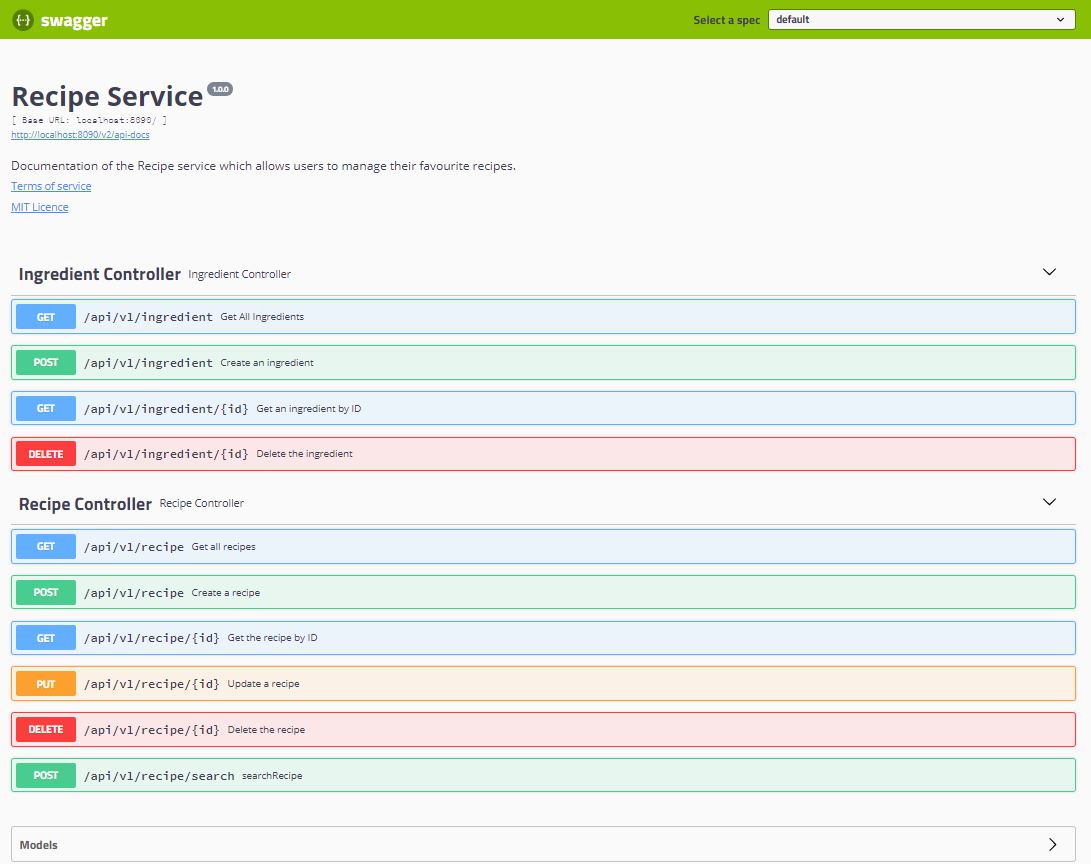 {··} swagger Select a spec default
Recipe Service 1.0.0
[ Base URL: localhost:8090/ ]
http://localhost:8090/v2/api-docs
Documentation of the Recipe service which allows users to manage their favourite recipes.
Terms of service
MIT Licence
Ingredient Controller Ingredient Controller
GET /api/v1/ingredient Get All Ingredients
POST /api/v1/ingredient Create an ingredient
GET /api/v1/ingredient/{id} Get an ingredient by ID
DELETE /api/v1/ingredient/{id} Delete the ingredient
Recipe Controller Recipe Controller
GET /api/v1/recipe Get all recipes
POST /api/v1/recipe Create a recipe
GET /api/v1/recipe/{id} Get the recipe by ID
PUT /api/v1/recipe/{id} Update a recipe
DELETE /api/v1/recipe/{id} Delete the recipe
POST /api/v1/recipe/search searchRecipe
Models